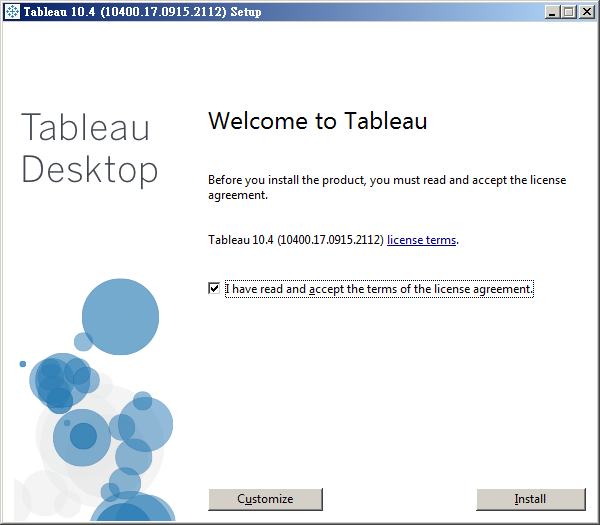 Tableau 10.4 (10400.17.0915.2112) Setup
Tableau
Desktop
Welcome to Tableau
Before you install the product, you must read and accept the license
agreement.
Tableau 10.4 (10400.17.0915.2112) license terms.
I have read and accept the terms of the license agreement.
Customize
Install